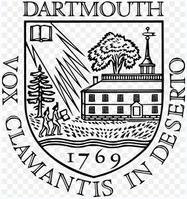 DARTMOUTH
VOX CLAMANTIS IN DESERTO
1769